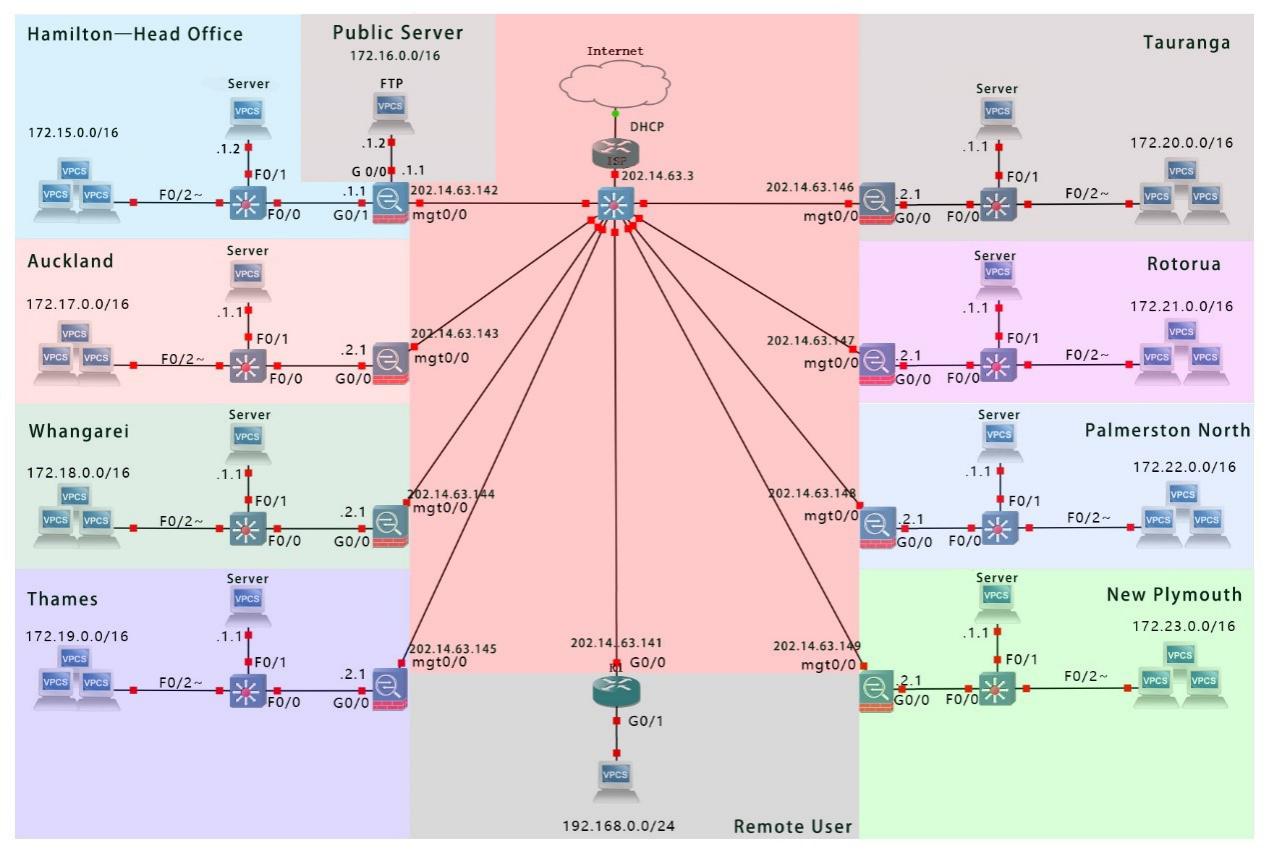 Hamilton—Head Office
Server
VPCS
172.15.0.0/16
.1.2
F0/1
VPCS
VPCS
VPCS
F0/2~
F0/0
.1.1
G0/1
Public Server
172.16.0.0/16
FTP
VPCS
.1.2
G 0/0
.1.1
202.14.63.142
mgt0/0
Internet
DHCP
ISP
202.14.63.3
Tauranga
Server
VPCS
172.20.0.0/16
.1.1
F0/1
VPCS
VPCS
VPCS
202.14.63.146
mgt0/0
.2.1
G0/0
F0/0
F0/2~
Auckland
Server
VPCS
172.17.0.0/16
.1.1
F0/1
VPCS
VPCS
VPCS
F0/2~
F0/0
.2.1
G0/0
202.14.63.143
mgt0/0
Rotorua
Server
VPCS
172.21.0.0/16
.1.1
F0/1
VPCS
VPCS
VPCS
202.14.63.147
mgt0/0
.2.1
G0/0
F0/0
F0/2~
Whangarei
Server
VPCS
172.18.0.0/16
.1.1
F0/1
VPCS
VPCS
VPCS
F0/2~
F0/0
.2.1
G0/0
202.14.63.144
mgt0/0
Palmerston North
Server
VPCS
172.22.0.0/16
.1.1
F0/1
VPCS
VPCS
VPCS
202.14.63.148
mgt0/0
.2.1
G0/0
F0/0
F0/2~
Thames
Server
VPCS
172.19.0.0/16
.1.1
F0/1
VPCS
VPCS
VPCS
F0/2~
F0/0
.2.1
G0/0
202.14.63.145
mgt0/0
New Plymouth
Server
VPCS
172.23.0.0/16
.1.1
F0/1
VPCS
VPCS
VPCS
202.14.63.149
mgt0/0
.2.1
G0/0
F0/0
F0/2~
202.14.63.141
R1
G0/0
G0/1
VPCS
192.168.0.0/24
Remote User